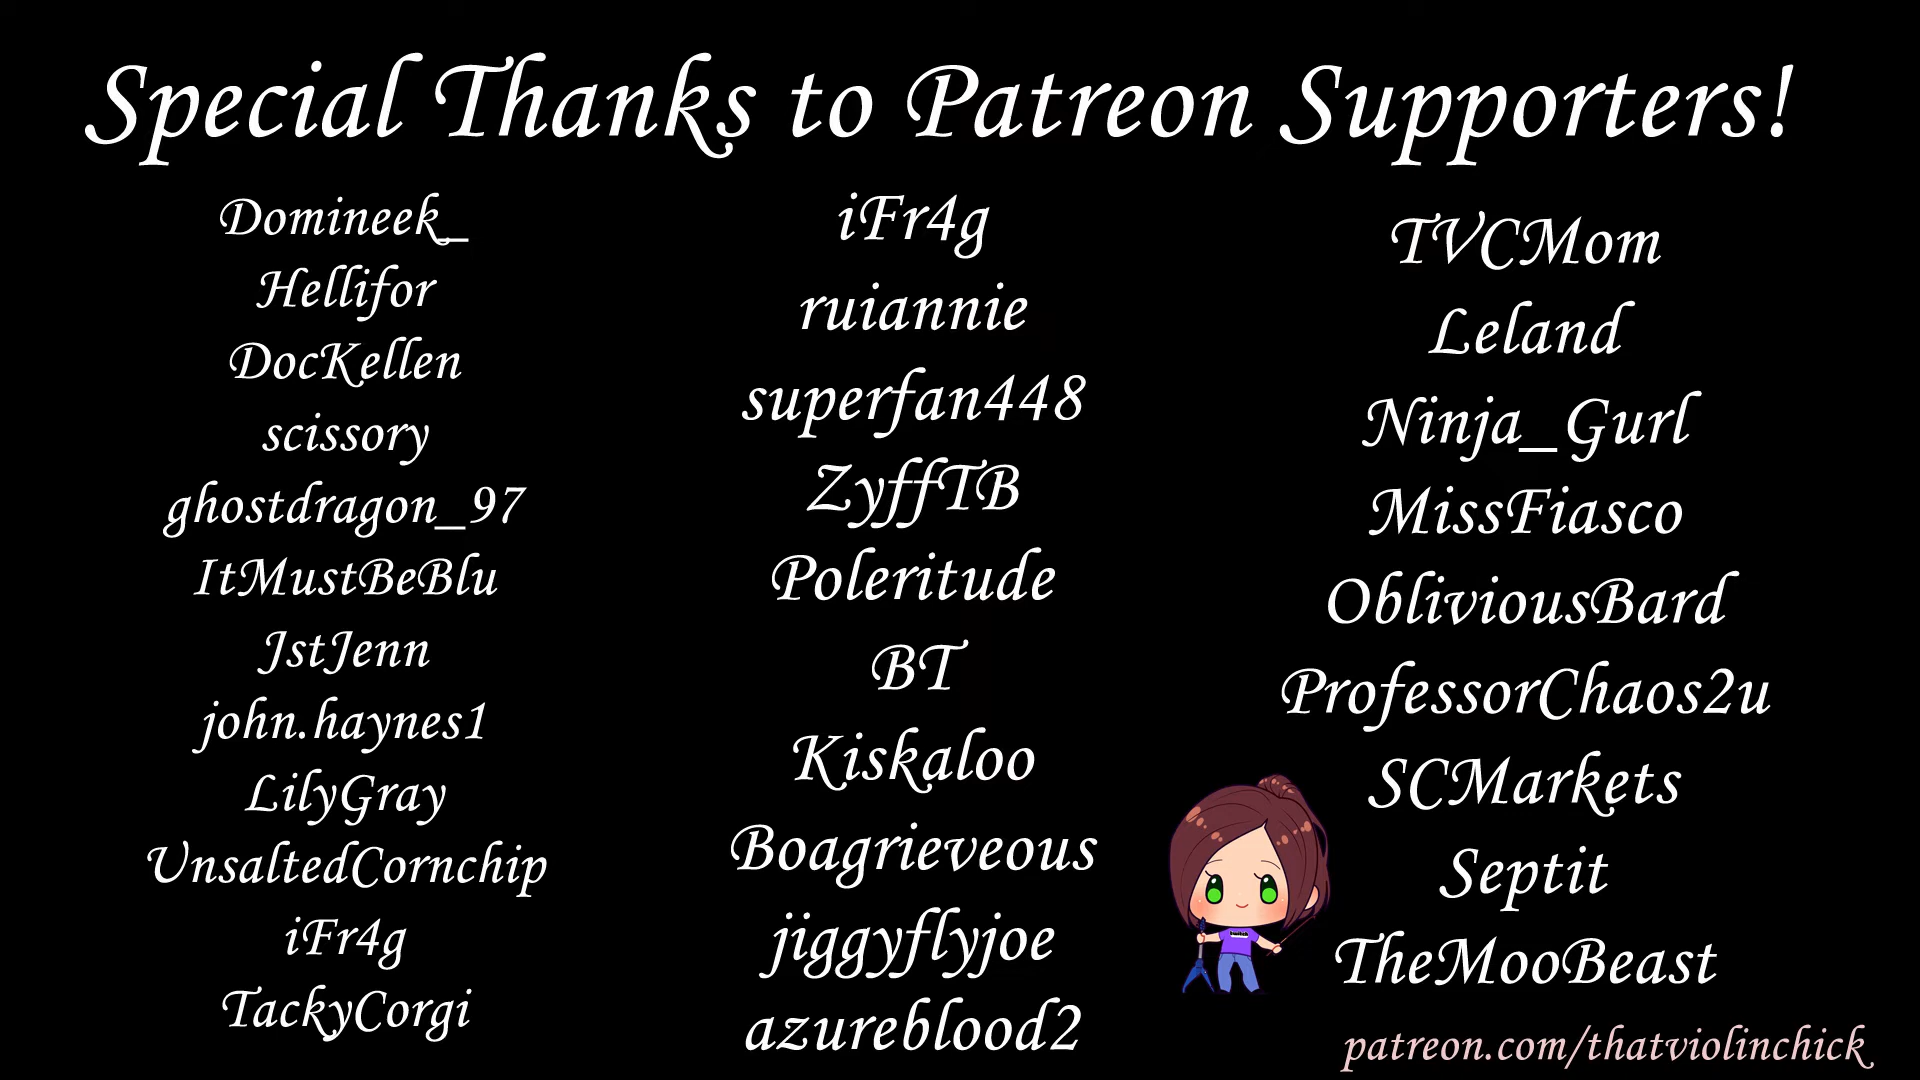 Special Thanks to Patreon Supporters!
Domineek_
Hellifor
DocKellen
scissory
ghostdragon_97
ItMustBeBlu
JstJenn
john.haynes1
LilyGray
UnsaltedCornchip
iFr4g
TackyCorgi
iFr4g
ruiannie
superfan448
ZyffTB
Poleritude
BT
Kiskaloo
Boagrieveous
jiggyflyjoe
azureblood2
TVCMom
Leland
Ninja_Gurl
MissFiasco
ObliviousBard
ProfessorChaos2u
SCMarkets
Septit
TheMooBeast
twitch
patreon.com/thatviolinchick